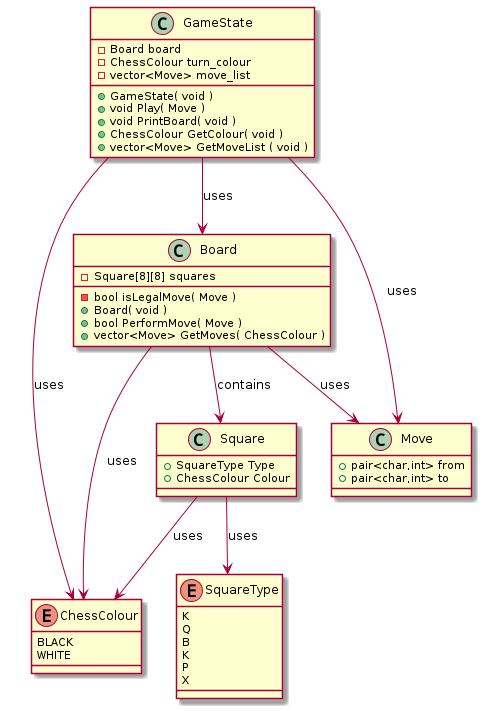 C GameState
Board board
ChessColour turn_colour
vector<Move> move_list
GameState( void )
void Play( Move )
void PrintBoard( void )
ChessColour GetColour( void )
vector<Move> GetMoveList ( void )
uses
C Board
Square[8][8] squares
bool isLegalMove( Move )
Board( void )
bool PerformMove( Move )
vector<Move> GetMoves( ChessColour )
uses
uses
contains
uses
C Square
SquareType Type
ChessColour Colour
C Move
pair<char,int> from
pair<char,int> to
uses
uses
uses
E ChessColour
BLACK
WHITE
E SquareType
K
Q
B
K
P
X